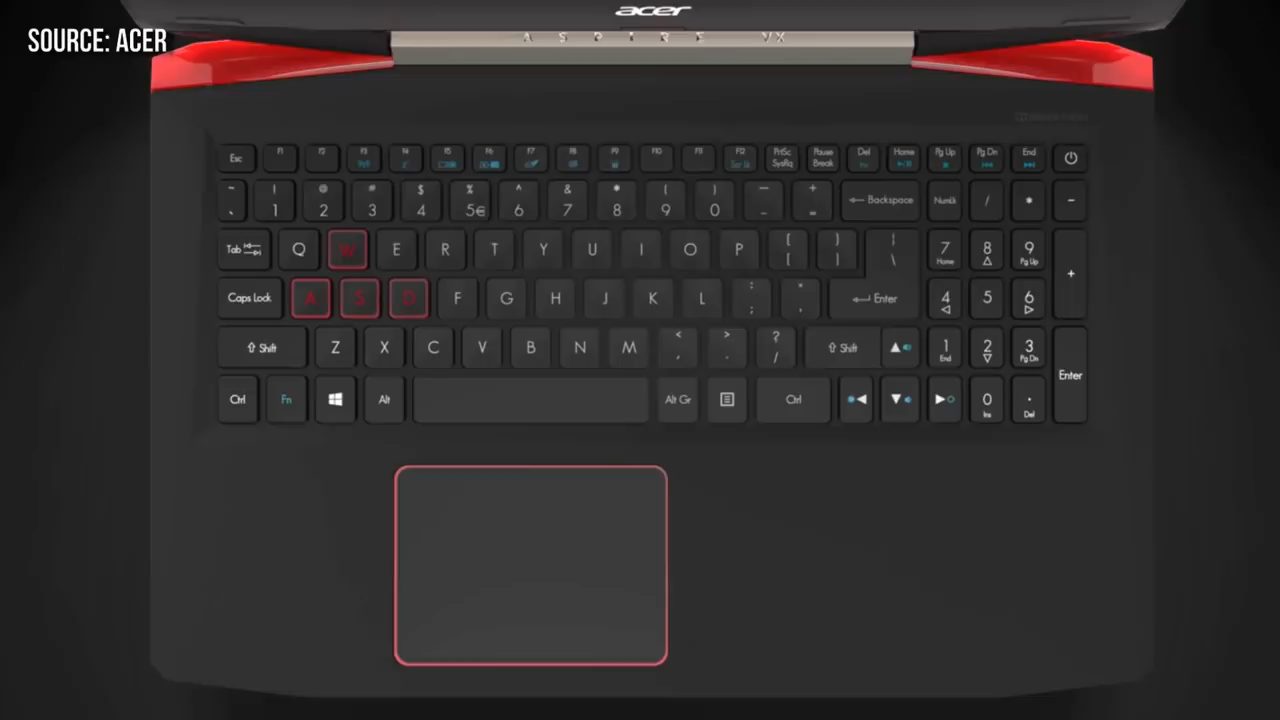 acer
SOURCE: ACER
ASPIRE VX
Esc F1 F2 F3 F4 F5 F6 F7 F8 F9 F10 F11 F12 PrtSc Pause Del Home Pg Up Pg Dn End
SysRq Break
~ ! @ # $ % ^ & * ( ) — +
` 1 2 3 4 5€ 6 7 8 9 0 - = Backspace NumLk / * -
Tab Q W E R T Y U I O P { } | 7 8 9 +
[ ] \ Home Pg Up
Caps Lock A S D F G H J K L : " Enter 4 5 6
; '
Shift Z X C V B N M < > ? Shift 1 2 3 Enter
, . / End Pg Dn
Ctrl Fn Alt Alt Gr Ctrl 0 .
Ins Del